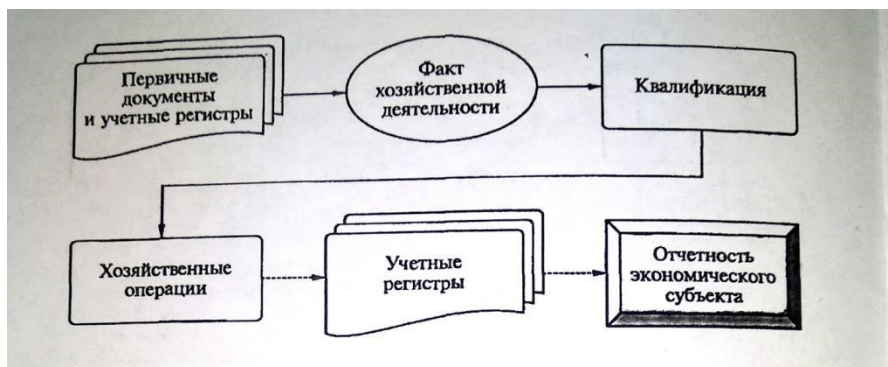 Первичные
документы
и учетные регистры
Факт
хозяйственной
деятельности
Квалификация
Хозяйственные
операции
Учетные
регистры
Отчетность
экономического
субъекта